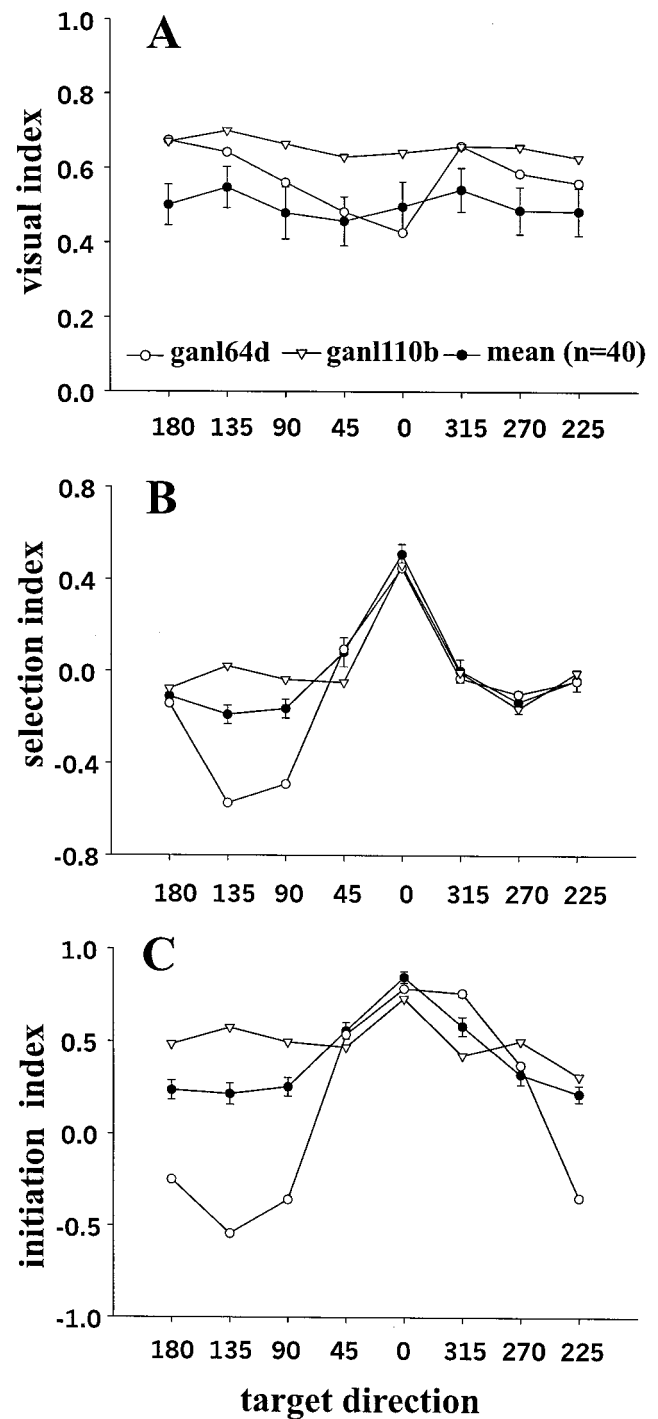 A
1.0
0.8
0.6
0.4
0.2
0.0
visual index
ganl64d ganl110b mean (n=40)
180 135 90 45 0 315 270 225
B
0.8
0.4
0.0
-0.4
-0.8
selection index
180 135 90 45 0 315 270 225
C
1.0
0.5
0.0
-0.5
-1.0
initiation index
180 135 90 45 0 315 270 225
target direction